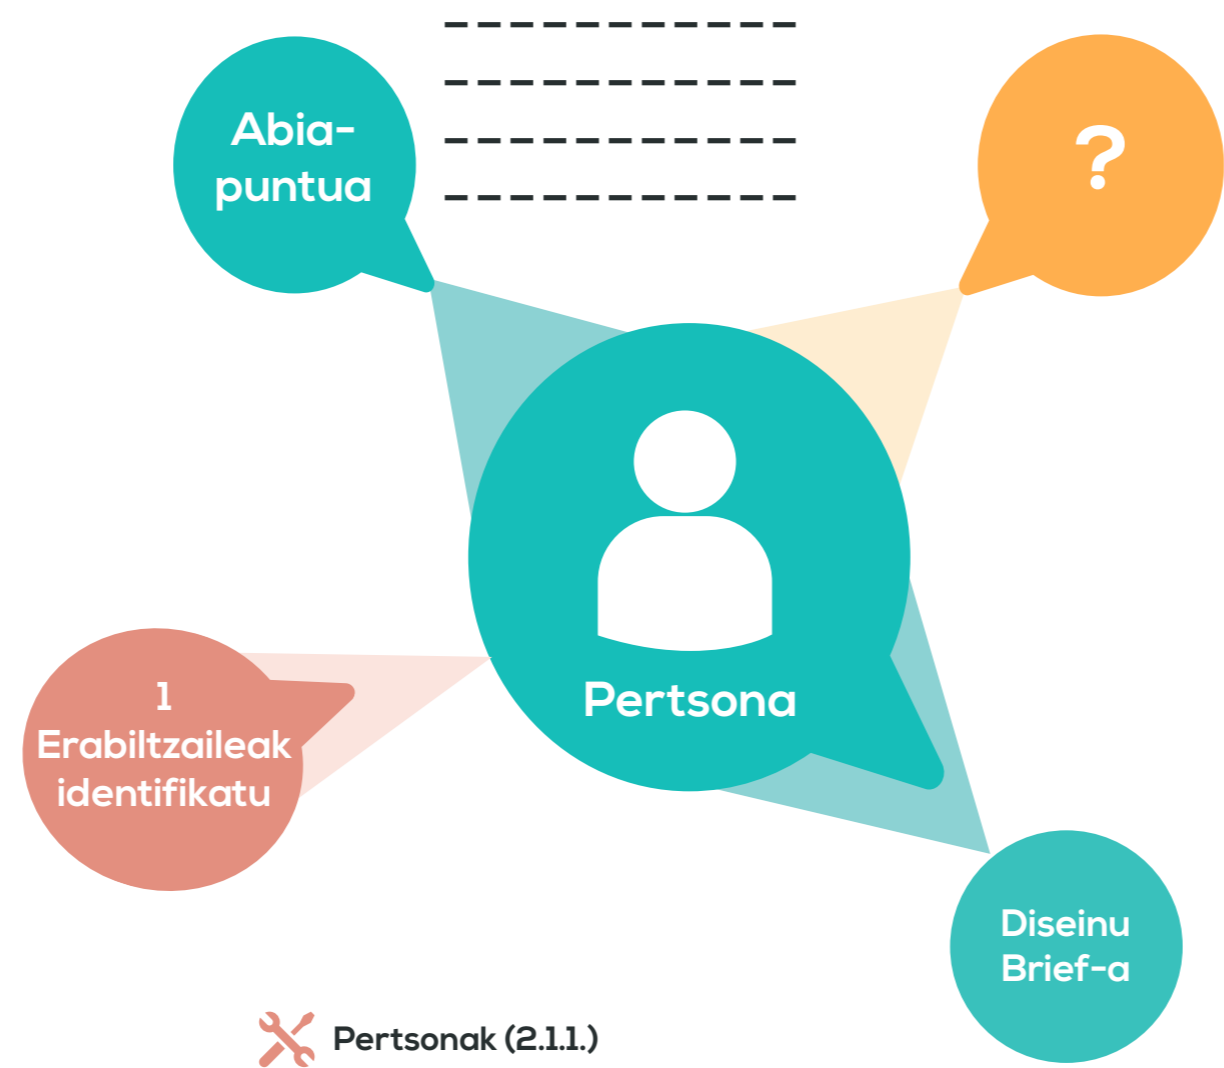 Abia-
puntua
?
Pertsona
1
Erabiltzaileak
identifikatu
Diseinu
Brief-a
Pertsonak (2.1.1.)